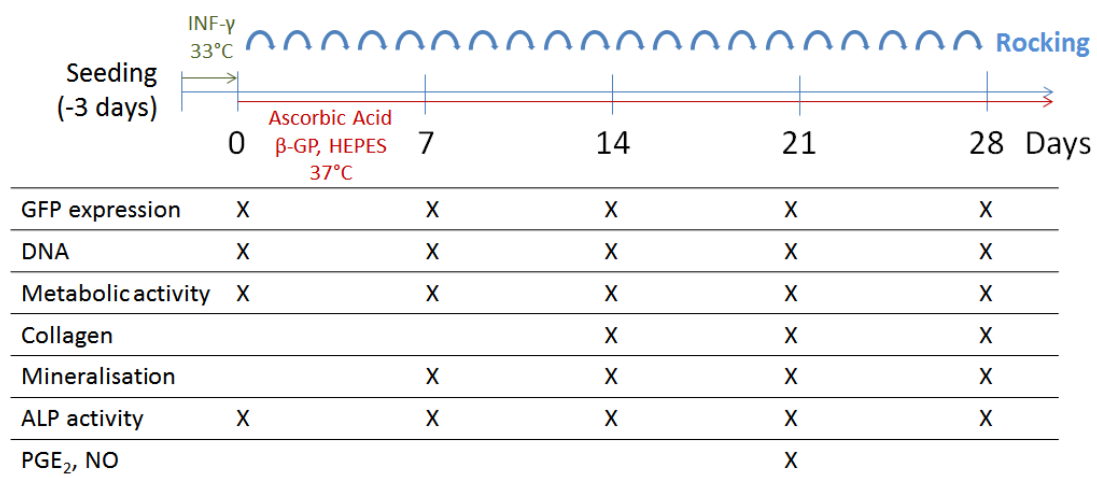 INF-γ
33°C
Rocking
Seeding
(-3 days)
Ascorbic Acid
β-GP, HEPES
37°C
0 7 14 21 28 Days
GFP expression X X X X X
DNA X X X X X
Metabolic activity X X X X X
Collagen X X X
Mineralisation X X X X
ALP activity X X X X X
PGE₂, NO X